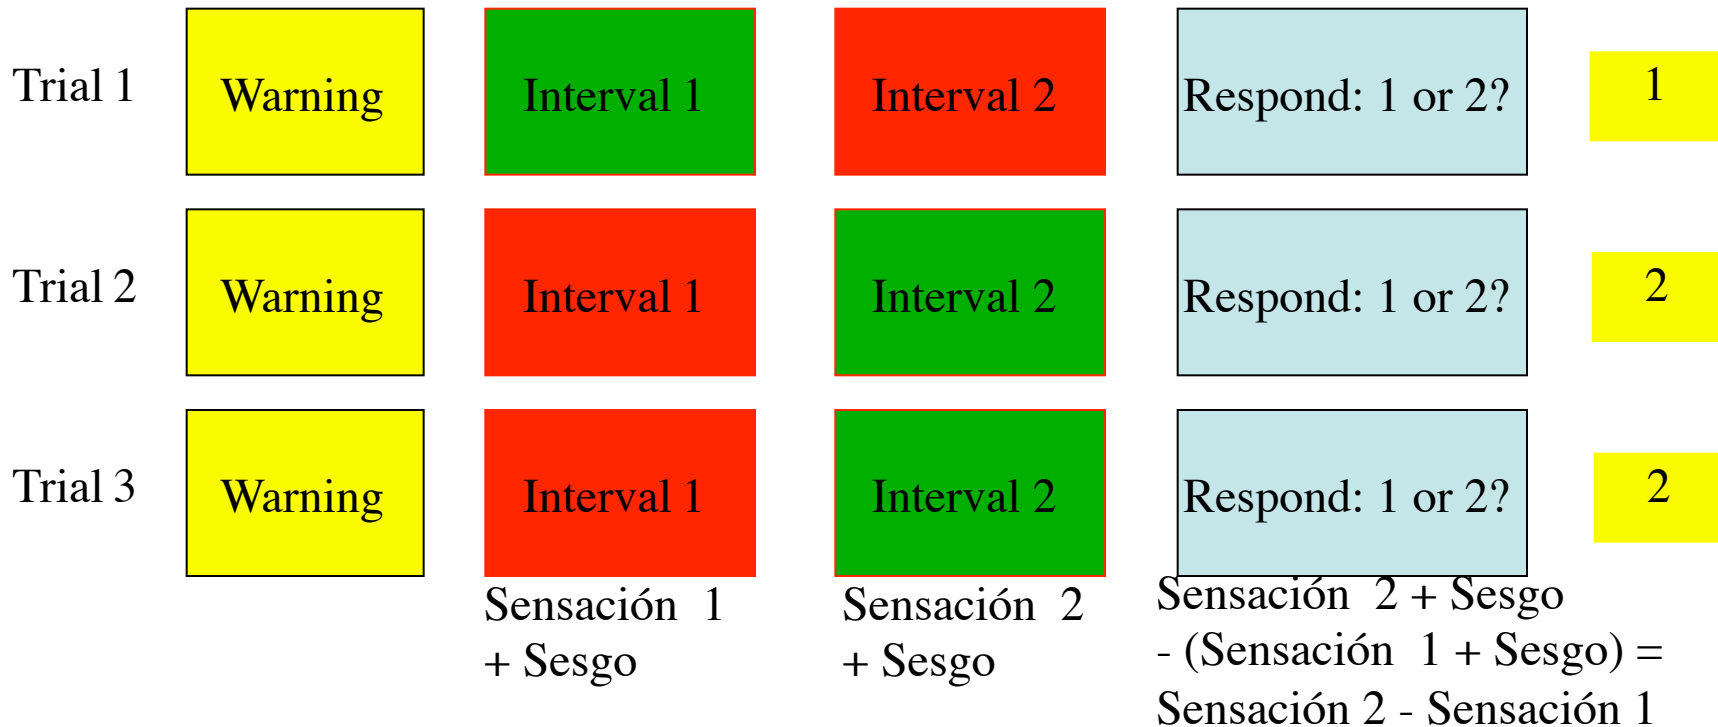 Trial 1 Warning Interval 1 Interval 2 Respond: 1 or 2? 1
Trial 2 Warning Interval 1 Interval 2 Respond: 1 or 2? 2
Trial 3 Warning Interval 1 Interval 2 Respond: 1 or 2? 2
Sensación 1
+ Sesgo
Sensación 2
+ Sesgo
Sensación 2 + Sesgo
- (Sensación 1 + Sesgo) =
Sensación 2 - Sensación 1